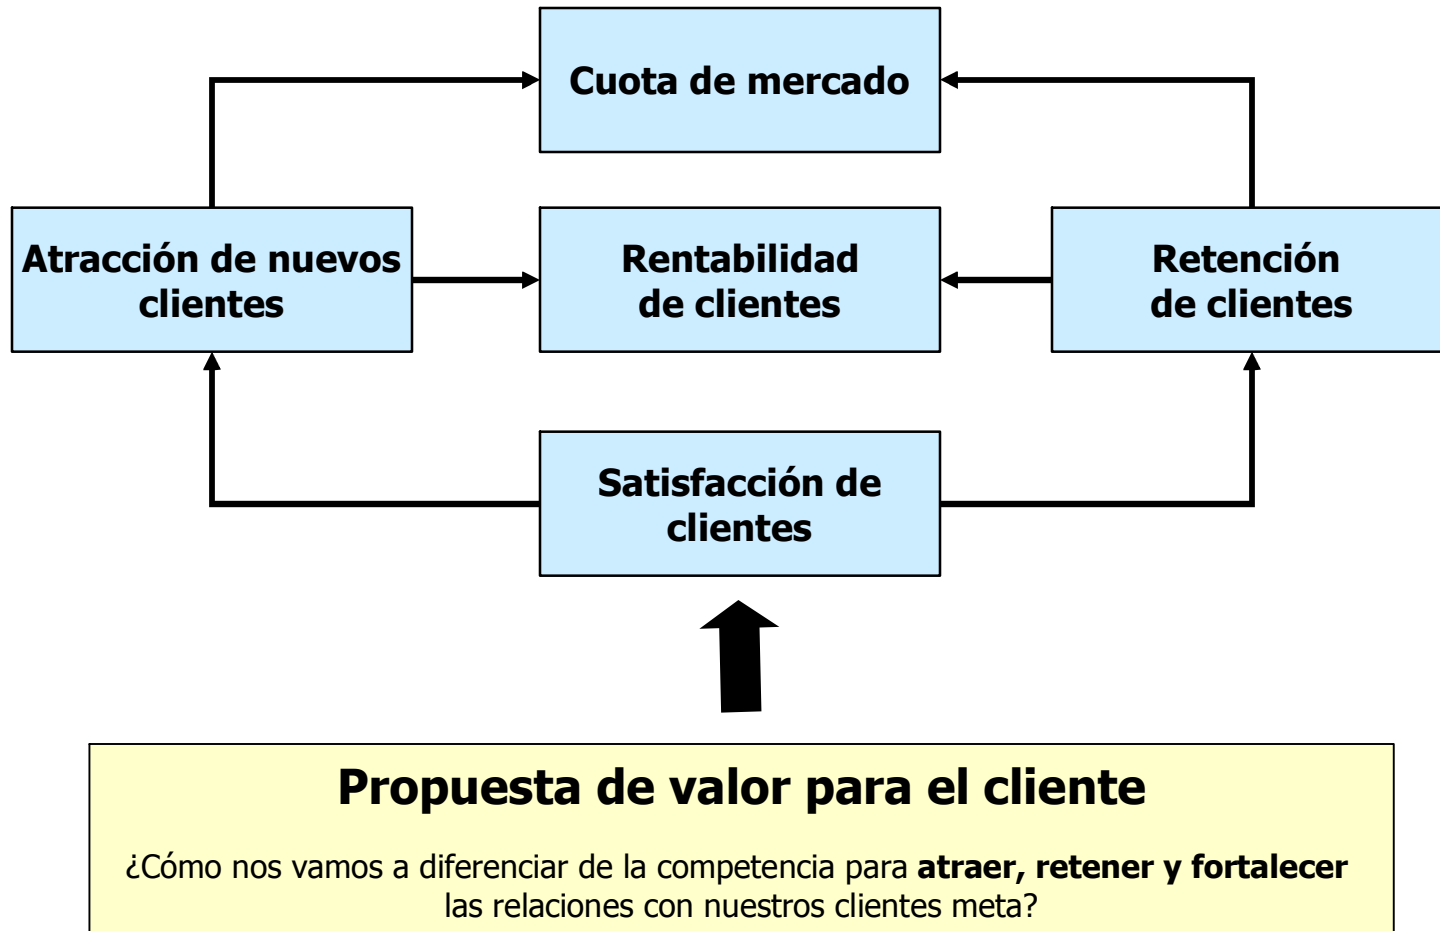 Cuota de mercado
Atracción de nuevos
clientes
Rentabilidad
de clientes
Retención
de clientes
Satisfacción de
clientes
Propuesta de valor para el cliente
¿Cómo nos vamos a diferenciar de la competencia para atraer, retener y fortalecer
las relaciones con nuestros clientes meta?